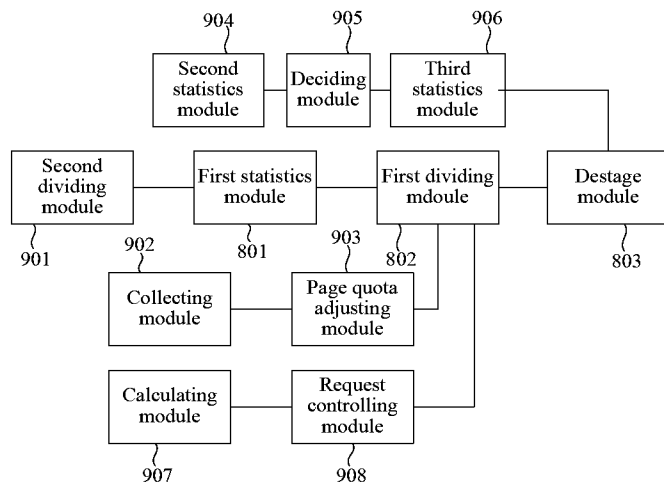 904
905
906
Second
statistics
module
Deciding
module
Third
statistics
module
Second
dividing
module
First statistics
module
First dividing
mdoule
Destage
module
901
902
801
903
802
803
Collecting
module
Page quota
adjusting
module
Calculating
module
Request
controlling
module
907
908